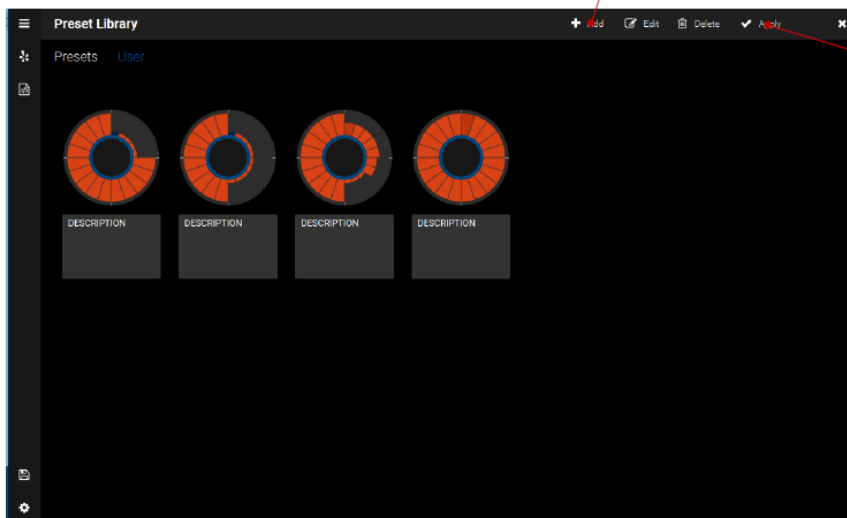 Preset Library
Add Edit Delete Apply
Presets User
DESCRIPTION DESCRIPTION DESCRIPTION DESCRIPTION